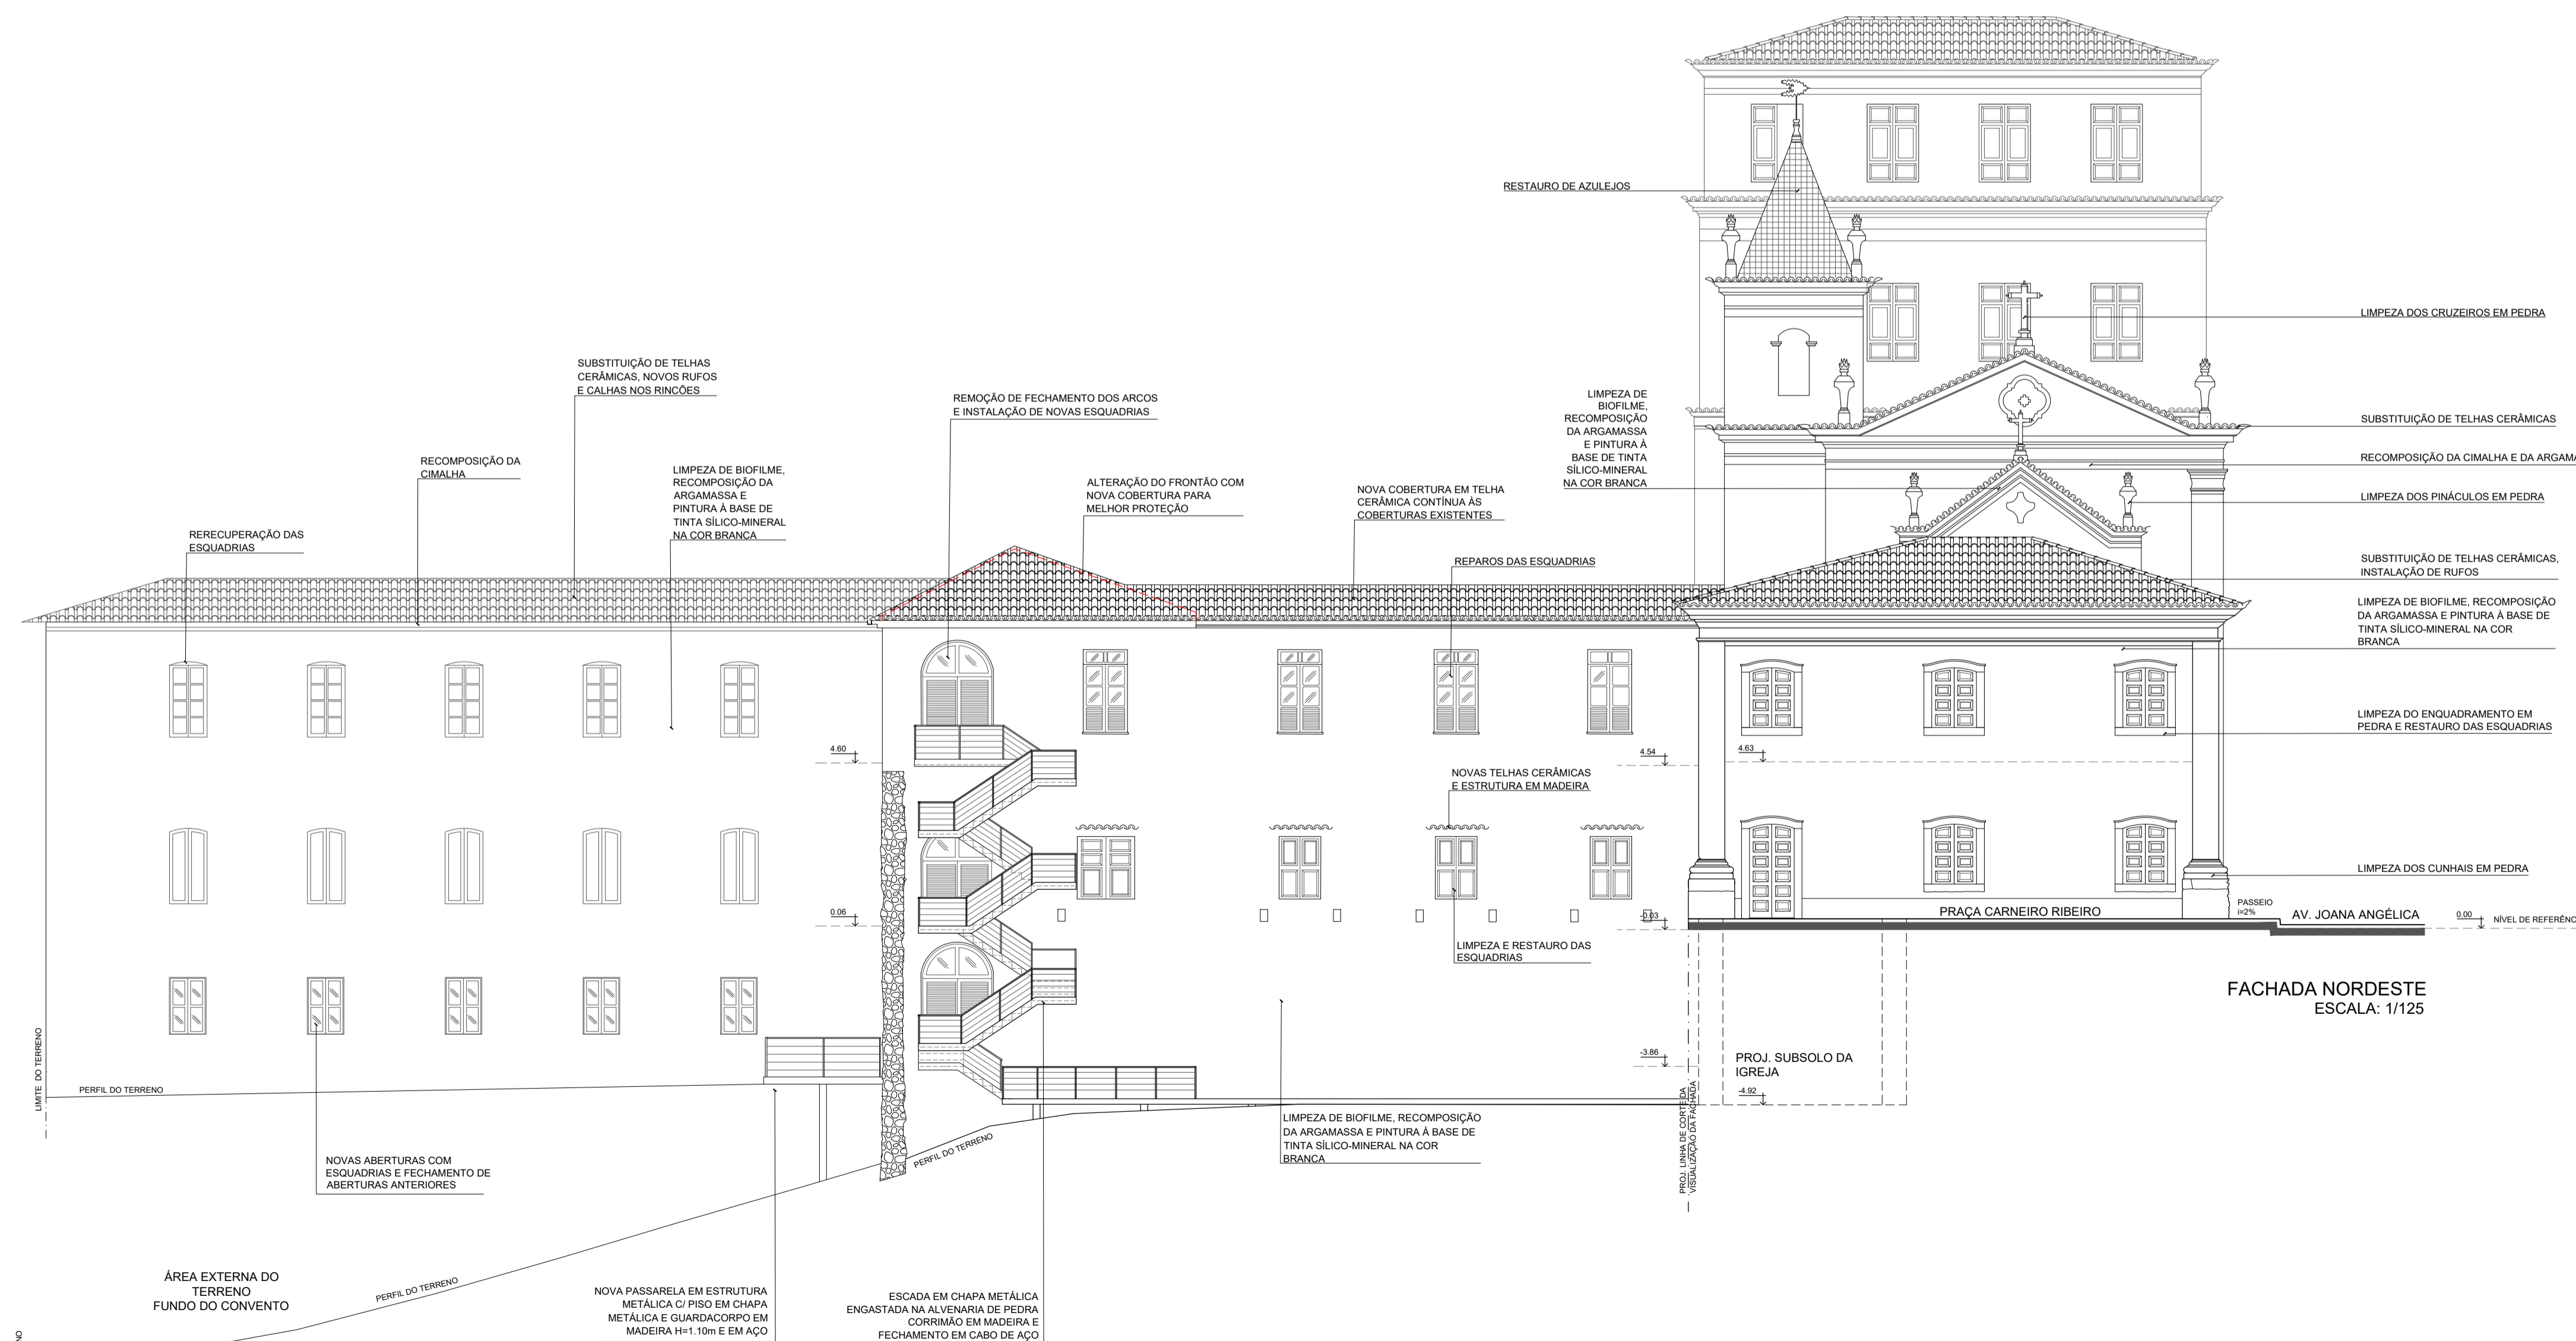 RESTAURO DE AZULEJOS
LIMPEZA DOS CRUZEIROS EM PEDRA
SUBSTITUIÇÃO DE TELHAS
CERÂMICAS, NOVOS RUFOS
E CALHAS NOS RINCÕES
REMOÇÃO DE FECHAMENTO DOS ARCOS
E INSTALAÇÃO DE NOVAS ESQUADRIAS
LIMPEZA DE
BIOFILME,
RECOMPOSIÇÃO
DA ARGAMASSA
E PINTURA À
BASE DE TINTA
SÍLICO-MINERAL
NA COR BRANCA
SUBSTITUIÇÃO DE TELHAS CERÂMICAS
RECOMPOSIÇÃO DA CIMALHA E DA ARGAMA
LIMPEZA DOS PINÁCULOS EM PEDRA
RECOMPOSIÇÃO DA
CIMALHA
LIMPEZA DE BIOFILME,
RECOMPOSIÇÃO DA
ARGAMASSA E
PINTURA À BASE DE
TINTA SÍLICO-MINERAL
NA COR BRANCA
ALTERAÇÃO DO FRONTÃO COM
NOVA COBERTURA PARA
MELHOR PROTEÇÃO
NOVA COBERTURA EM TELHA
CERÂMICA CONTÍNUA ÀS
COBERTURAS EXISTENTES
RERECUPERAÇÃO DAS
ESQUADRIAS
REPAROS DAS ESQUADRIAS
SUBSTITUIÇÃO DE TELHAS CERÂMICAS,
INSTALAÇÃO DE RUFOS
LIMPEZA DE BIOFILME, RECOMPOSIÇÃO
DA ARGAMASSA E PINTURA À BASE DE
TINTA SÍLICO-MINERAL NA COR
BRANCA
LIMPEZA DO ENQUADRAMENTO EM
PEDRA E RESTAURO DAS ESQUADRIAS
4.60
4.54
4.63
NOVAS TELHAS CERÂMICAS
E ESTRUTURA EM MADEIRA
LIMPEZA DOS CUNHAIS EM PEDRA
0.06
-0.03
PRAÇA CARNEIRO RIBEIRO
PASSEIO
i=2%
AV. JOANA ANGÉLICA
0.00
NÍVEL DE REFERÊNC
LIMPEZA E RESTAURO DAS
ESQUADRIAS
FACHADA NORDESTE
ESCALA: 1/125
LIMITE DO TERRENO
PERFIL DO TERRENO
-3.86
PROJ. SUBSOLO DA
IGREJA
-4.92
PROJ. LINHA DE CORTE DA
VISUALIZAÇÃO DA FACHADA
LIMPEZA DE BIOFILME, RECOMPOSIÇÃO
DA ARGAMASSA E PINTURA À BASE DE
TINTA SÍLICO-MINERAL NA COR
BRANCA
PERFIL DO TERRENO
NOVAS ABERTURAS COM
ESQUADRIAS E FECHAMENTO DE
ABERTURAS ANTERIORES
ÁREA EXTERNA DO
TERRENO
FUNDO DO CONVENTO
PERFIL DO TERRENO
NOVA PASSARELA EM ESTRUTURA
METÁLICA C/ PISO EM CHAPA
METÁLICA E GUARDACORPO EM
MADEIRA H=1.10m E EM AÇO
ESCADA EM CHAPA METÁLICA
ENGASTADA NA ALVENARIA DE PEDRA
CORRIMÃO EM MADEIRA E
FECHAMENTO EM CABO DE AÇO
NO